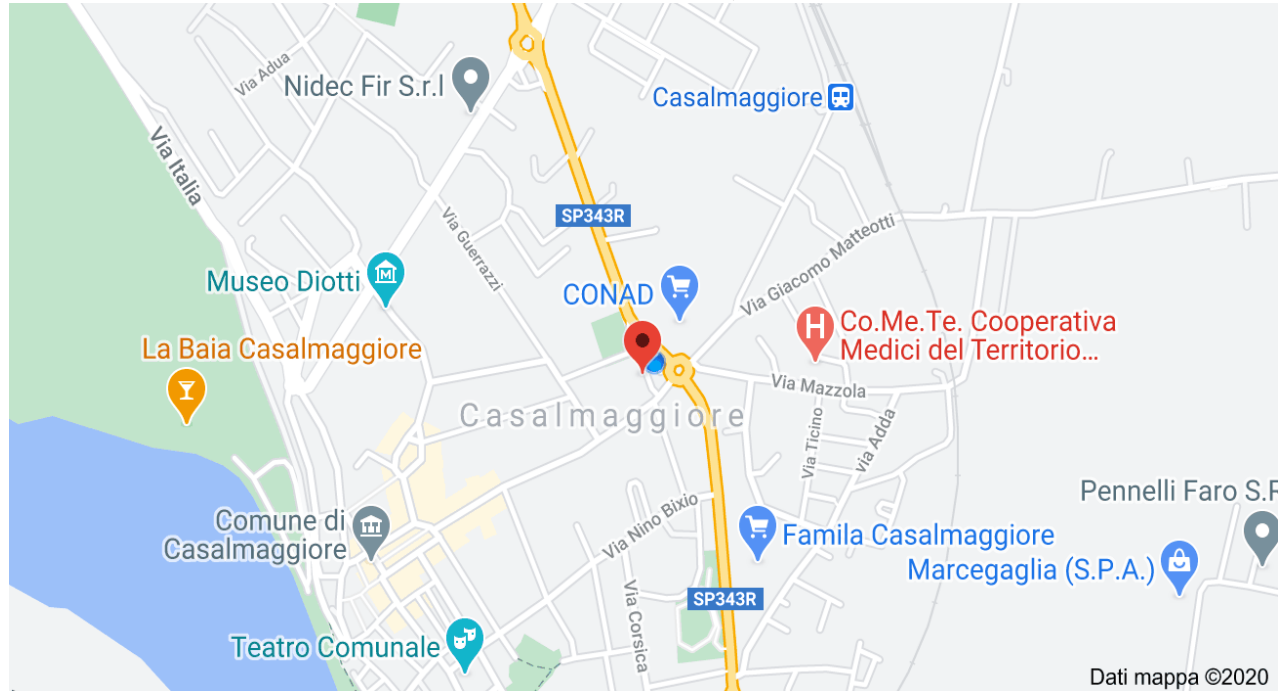 Via Adua
Nidec Fir S.r.l
Casalmaggiore
Via Italia
SP343R
Via Guerrazzi
Via Giacomo Matteotti
Museo Diotti
CONAD
Co.Me.Te. Cooperativa
Medici del Territorio...
La Baia Casalmaggiore
Via Mazzola
Casalmaggiore
Via Ticino
via Adda
Pennelli Faro S.R
Via Nino Bixio
Comune di
Casalmaggiore
Famila Casalmaggiore
Marcegaglia (S.P.A.)
SP343R
Via Corsica
Teatro Comunale
Dati mappa ©2020